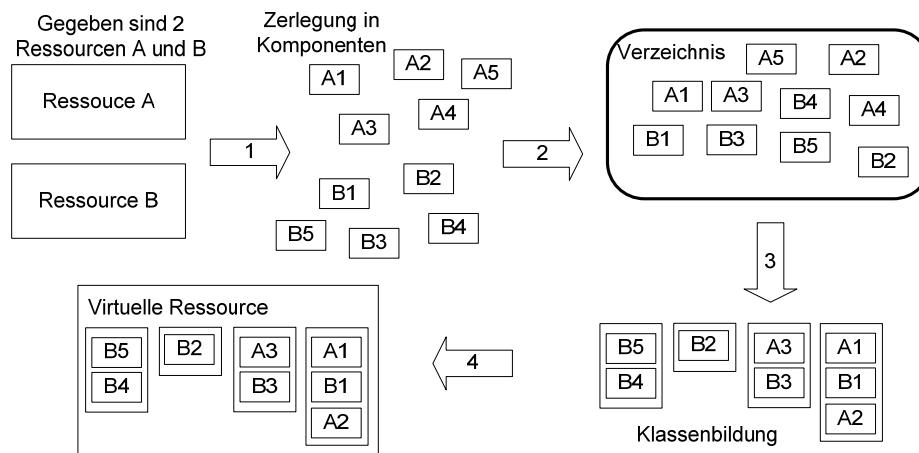 Gegeben sind 2
Ressourcen A und B
Ressouce A
Ressource B
1
Zerlegung in
Komponenten
A1
A2
A5
A3
A4
B1
B2
B5
B3
B4
2
Verzeichnis
A5
A2
A1
A3
B4
A4
B1
B3
B5
B2
3
B5
B4
B2
A3
B3
A1
B1
A2
Klassenbildung
4
Virtuelle Ressource
B5
B4
B2
A3
B3
A1
B1
A2